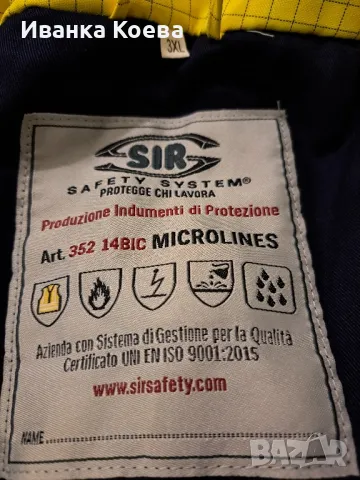 Иванка Коева
3XL
SIR
SAFETY SYSTEM®
PROTEGGE CHI LAVORA
Produzione Indumenti di Protezione
Art. 352 14BIC MICROLINES
Azienda con Sistema di Gestione per la Qualità
Certificato UNI EN ISO 9001:2015
www.sirsafety.com
NAME
BAZAR